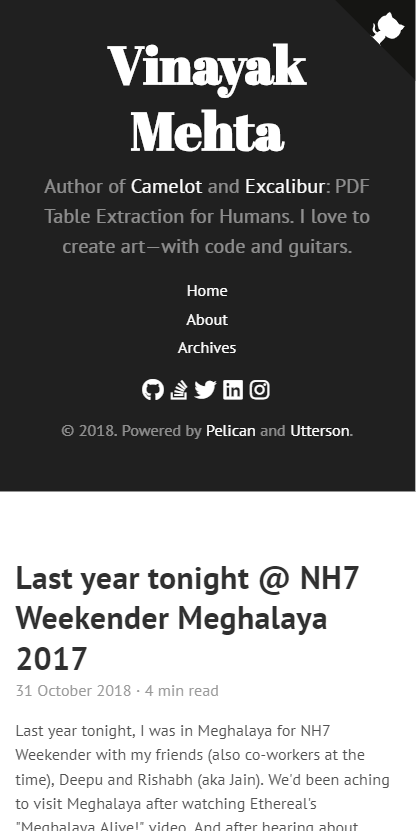 Vinayak
Mehta
Author of Camelot and Excalibur: PDF
Table Extraction for Humans. I love to
create art—with code and guitars.
Home
About
Archives
© 2018. Powered by Pelican and Utterson.
Last year tonight @ NH7
Weekender Meghalaya
2017
31 October 2018 · 4 min read
Last year tonight, I was in Meghalaya for NH7
Weekender with my friends (also co-workers at the
time), Deepu and Rishabh (aka Jain). We'd been aching
to visit Meghalaya after watching Ethereal's
"Meghalaya Alive!" video. And after hearing about